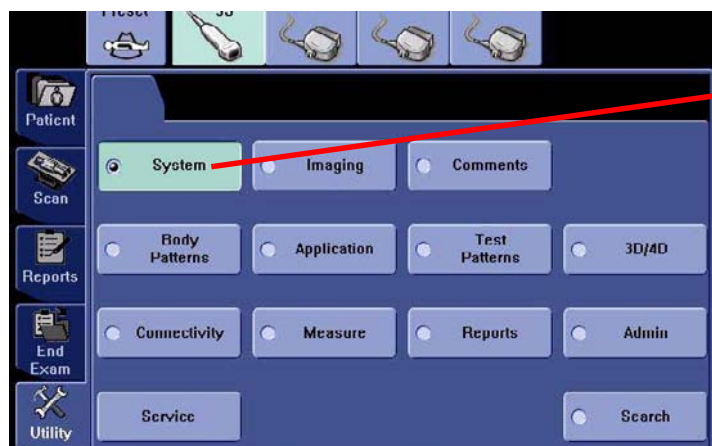 Preset
Patient
System
Imaging
Comments
Scan
Body
Patterns
Application
Test
Patterns
3D/4D
Reports
Connectivity
Measure
Reports
Admin
End
Exam
Utility
Service
Search